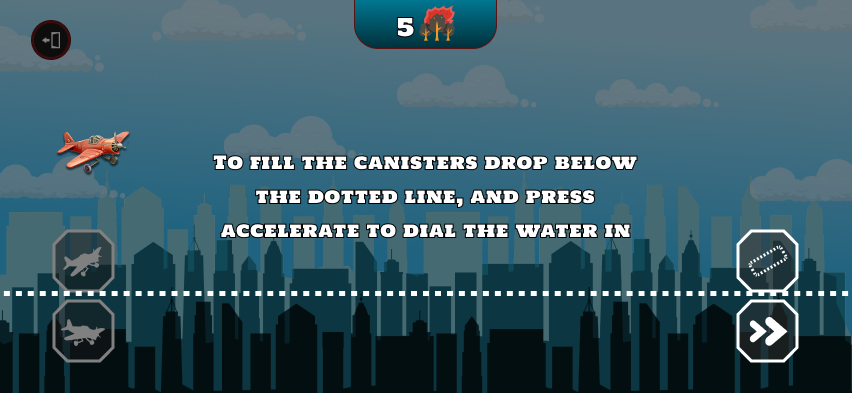 5
To fill the canisters drop below
the dotted line, and press
accelerate to dial the water in